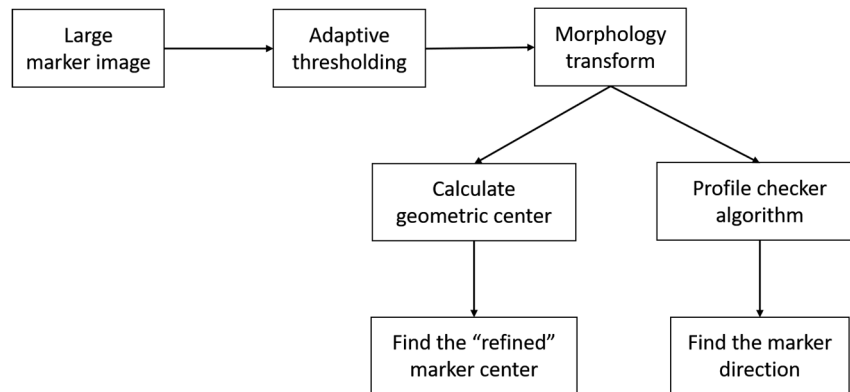 Large
marker image
Adaptive
thresholding
Morphology
transform
Calculate
geometric center
Profile checker
algorithm
Find the “refined”
marker center
Find the marker
direction